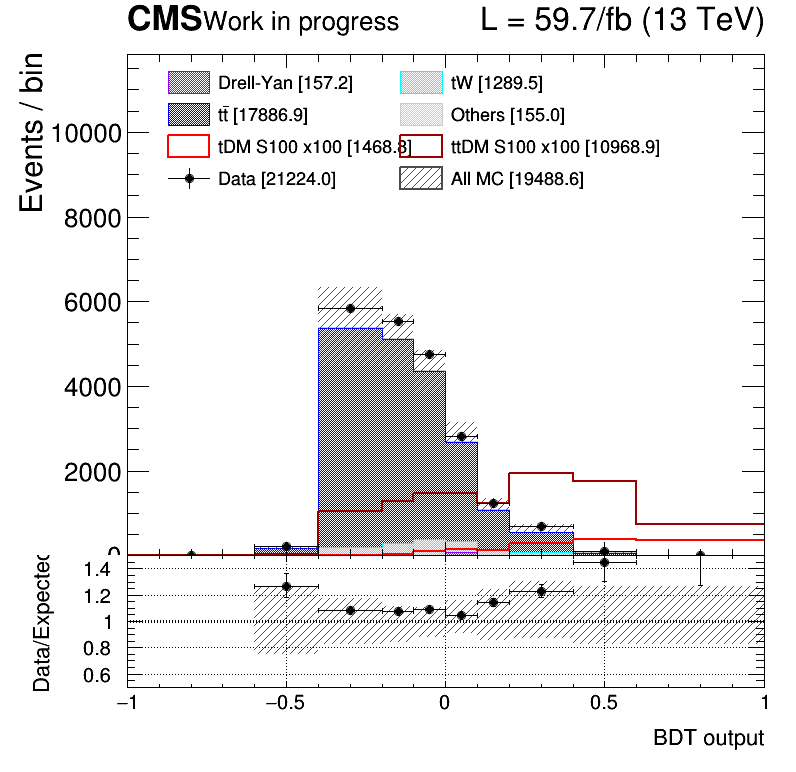 CMS Work in progress L = 59.7/fb (13 TeV)
Events / bin
Drell-Yan [157.2] tW [1289.5]
tt̄ [17886.9] Others [155.0]
tDM S100 x100 [1468.8] ttDM S100 x100 [10968.9]
Data [21224.0] All MC [19488.6]
10000
8000
6000
4000
2000
0
Data/Expected
1.4
1.2
1
0.8
0.6
−1 −0.5 0 0.5 1
BDT output